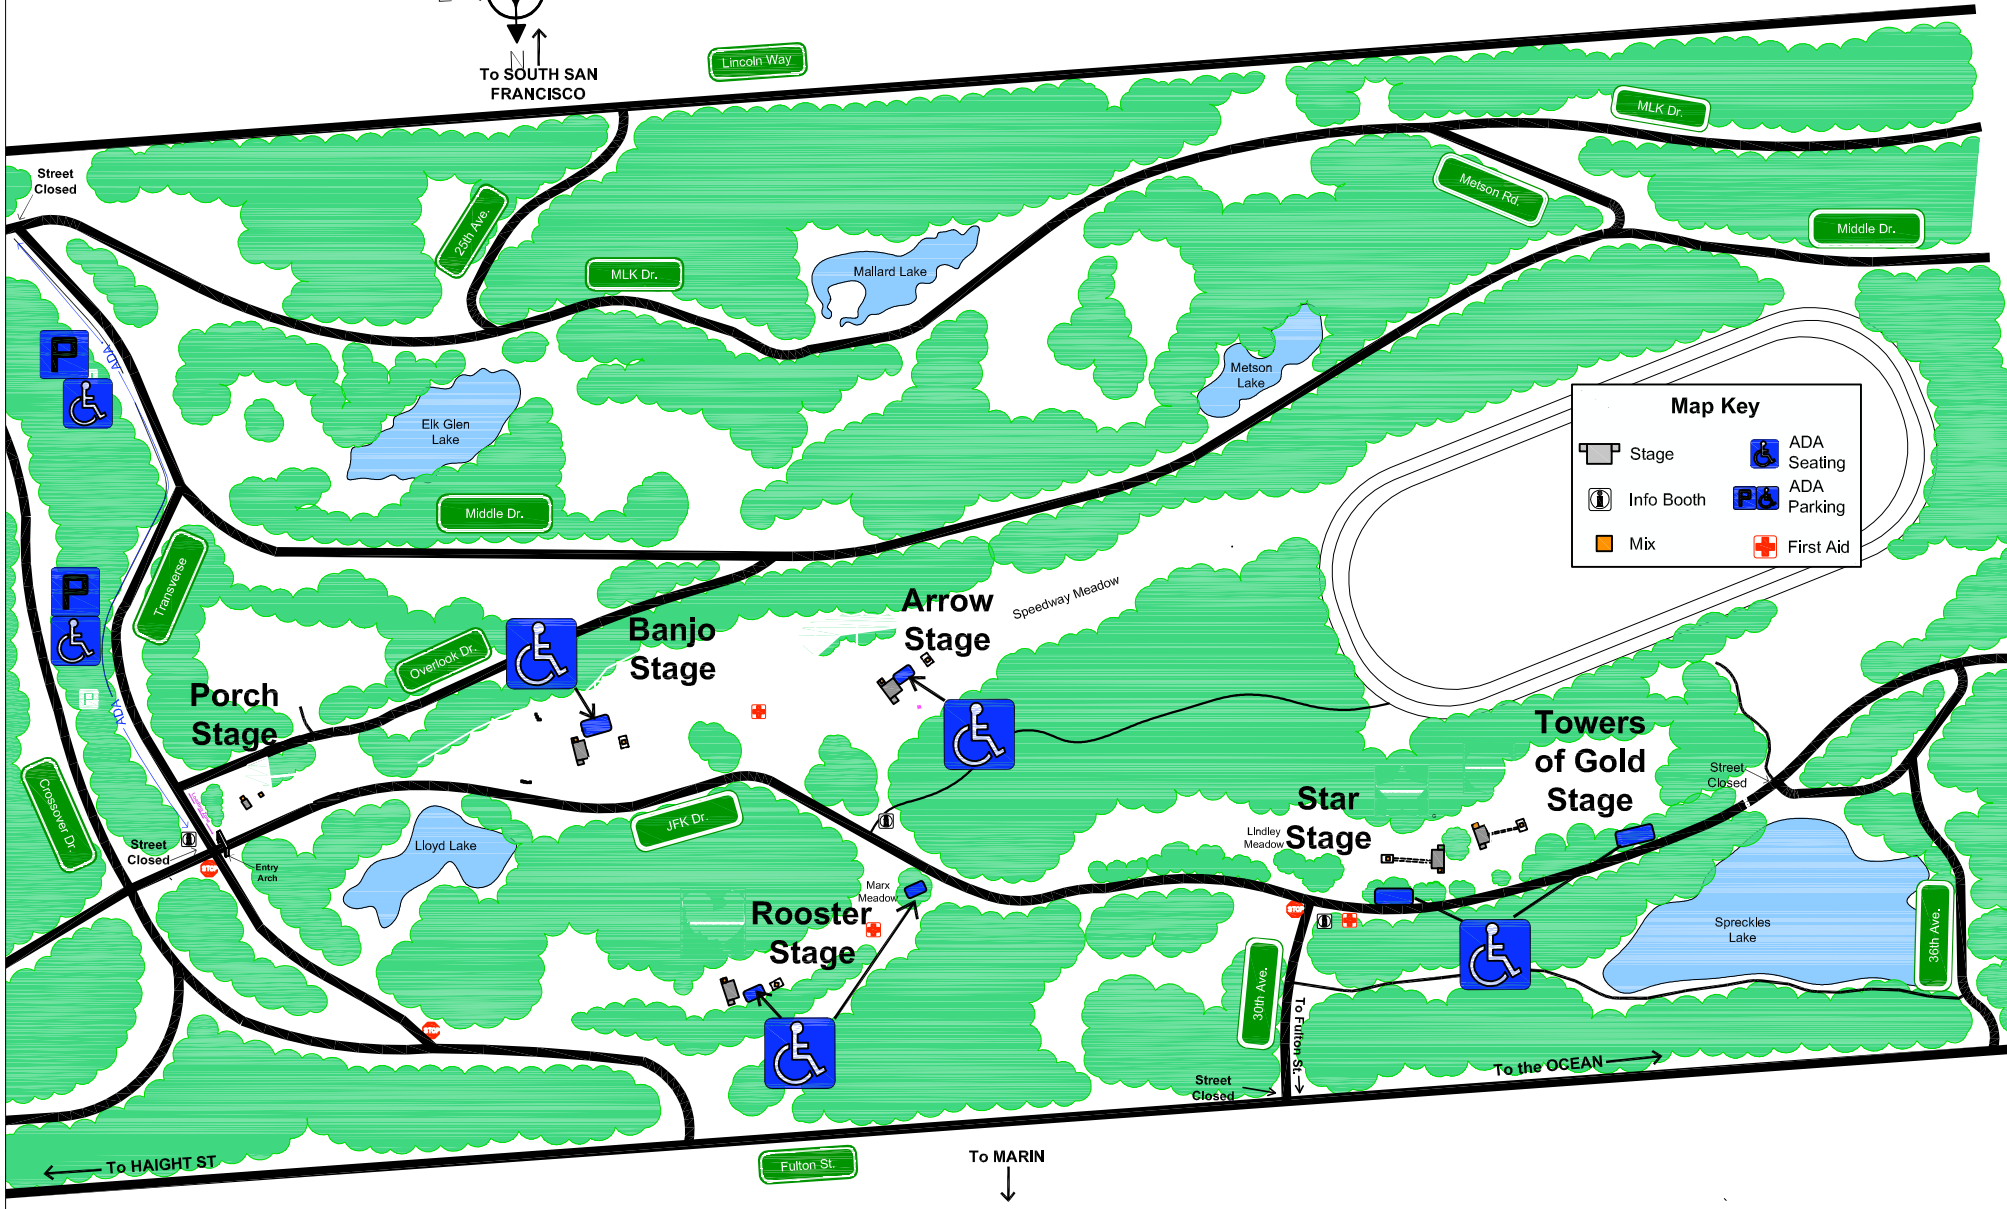 N
To SOUTH SAN
FRANCISCO
Lincoln Way
MLK Dr.
Street
Closed
25th Ave.
Metson Rd.
Middle Dr.
MLK Dr.
Mallard Lake
P
ADA
Metson
Lake
Elk Glen
Lake
Map Key
Stage
ADA
Seating
Info Booth
P
ADA
Parking
Mix
First Aid
Middle Dr.
Transverse
P
Speedway Meadow
Arrow
Stage
Banjo
Stage
Overlook Dr.
Porch
Stage
P
ADA
Towers
of Gold
Stage
Street
Closed
Star
Stage
Crossover Dr.
JFK Dr.
LIndley
Meadow
Lloyd Lake
Street
Closed
STOP
Entry
Arch
Marx
Meadow
Rooster
Stage
STOP
Spreckles
Lake
36th Ave.
30th Ave.
To Fulton St.
STOP
To the OCEAN
Street
Closed
To HAIGHT ST
Fulton St.
To MARIN